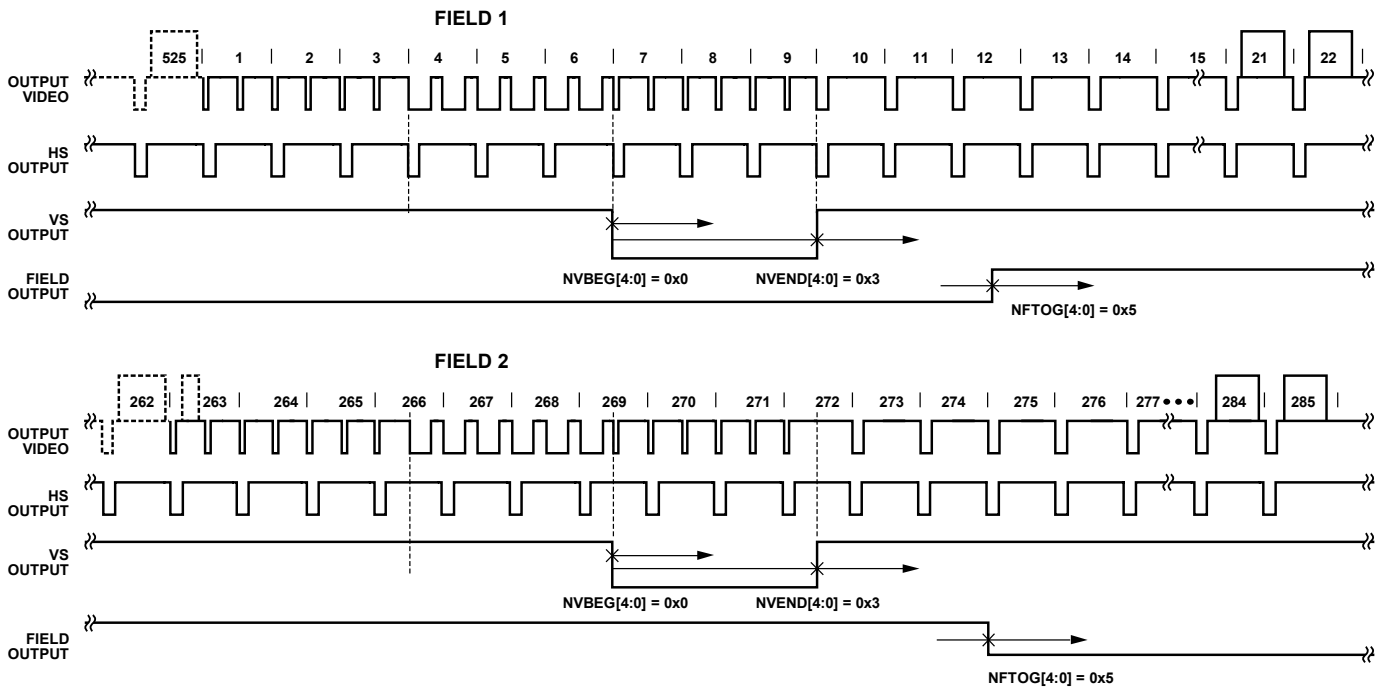 FIELD 1
525 | 1 | 2 | 3 | 4 | 5 | 6 | 7 | 8 | 9 | 10 | 11 | 12 | 13 | 14 | 15 | 21 | 22 |
OUTPUT
VIDEO
HS
OUTPUT
VS
OUTPUT
NVBEG[4:0] = 0x0 NVEND[4:0] = 0x3
FIELD
OUTPUT
NFTOG[4:0] = 0x5
FIELD 2
262 | 263 | 264 | 265 | 266 | 267 | 268 | 269 | 270 | 271 | 272 | 273 | 274 | 275 | 276 | 277 ••• 284 | 285 |
OUTPUT
VIDEO
HS
OUTPUT
VS
OUTPUT
NVBEG[4:0] = 0x0 NVEND[4:0] = 0x3
FIELD
OUTPUT
NFTOG[4:0] = 0x5